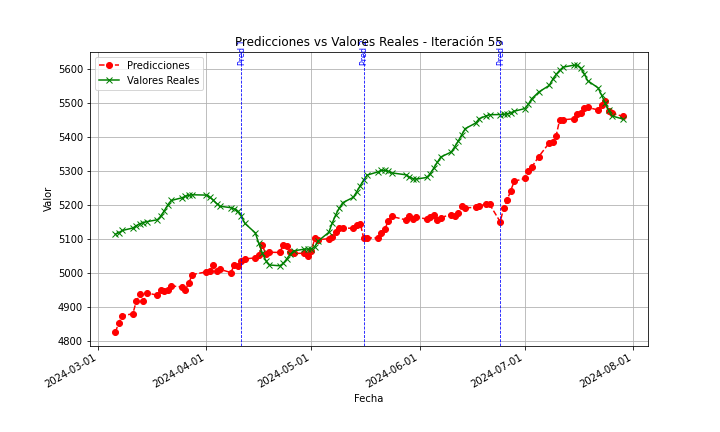 Predicciones vs Valores Reales - Iteración 55
Pred
Pred
Pred
Predicciones
Valores Reales
Valor
5600
5500
5400
5300
5200
5100
5000
4900
4800
2024-03-01
2024-04-01
2024-05-01
2024-06-01
2024-07-01
2024-08-01
Fecha